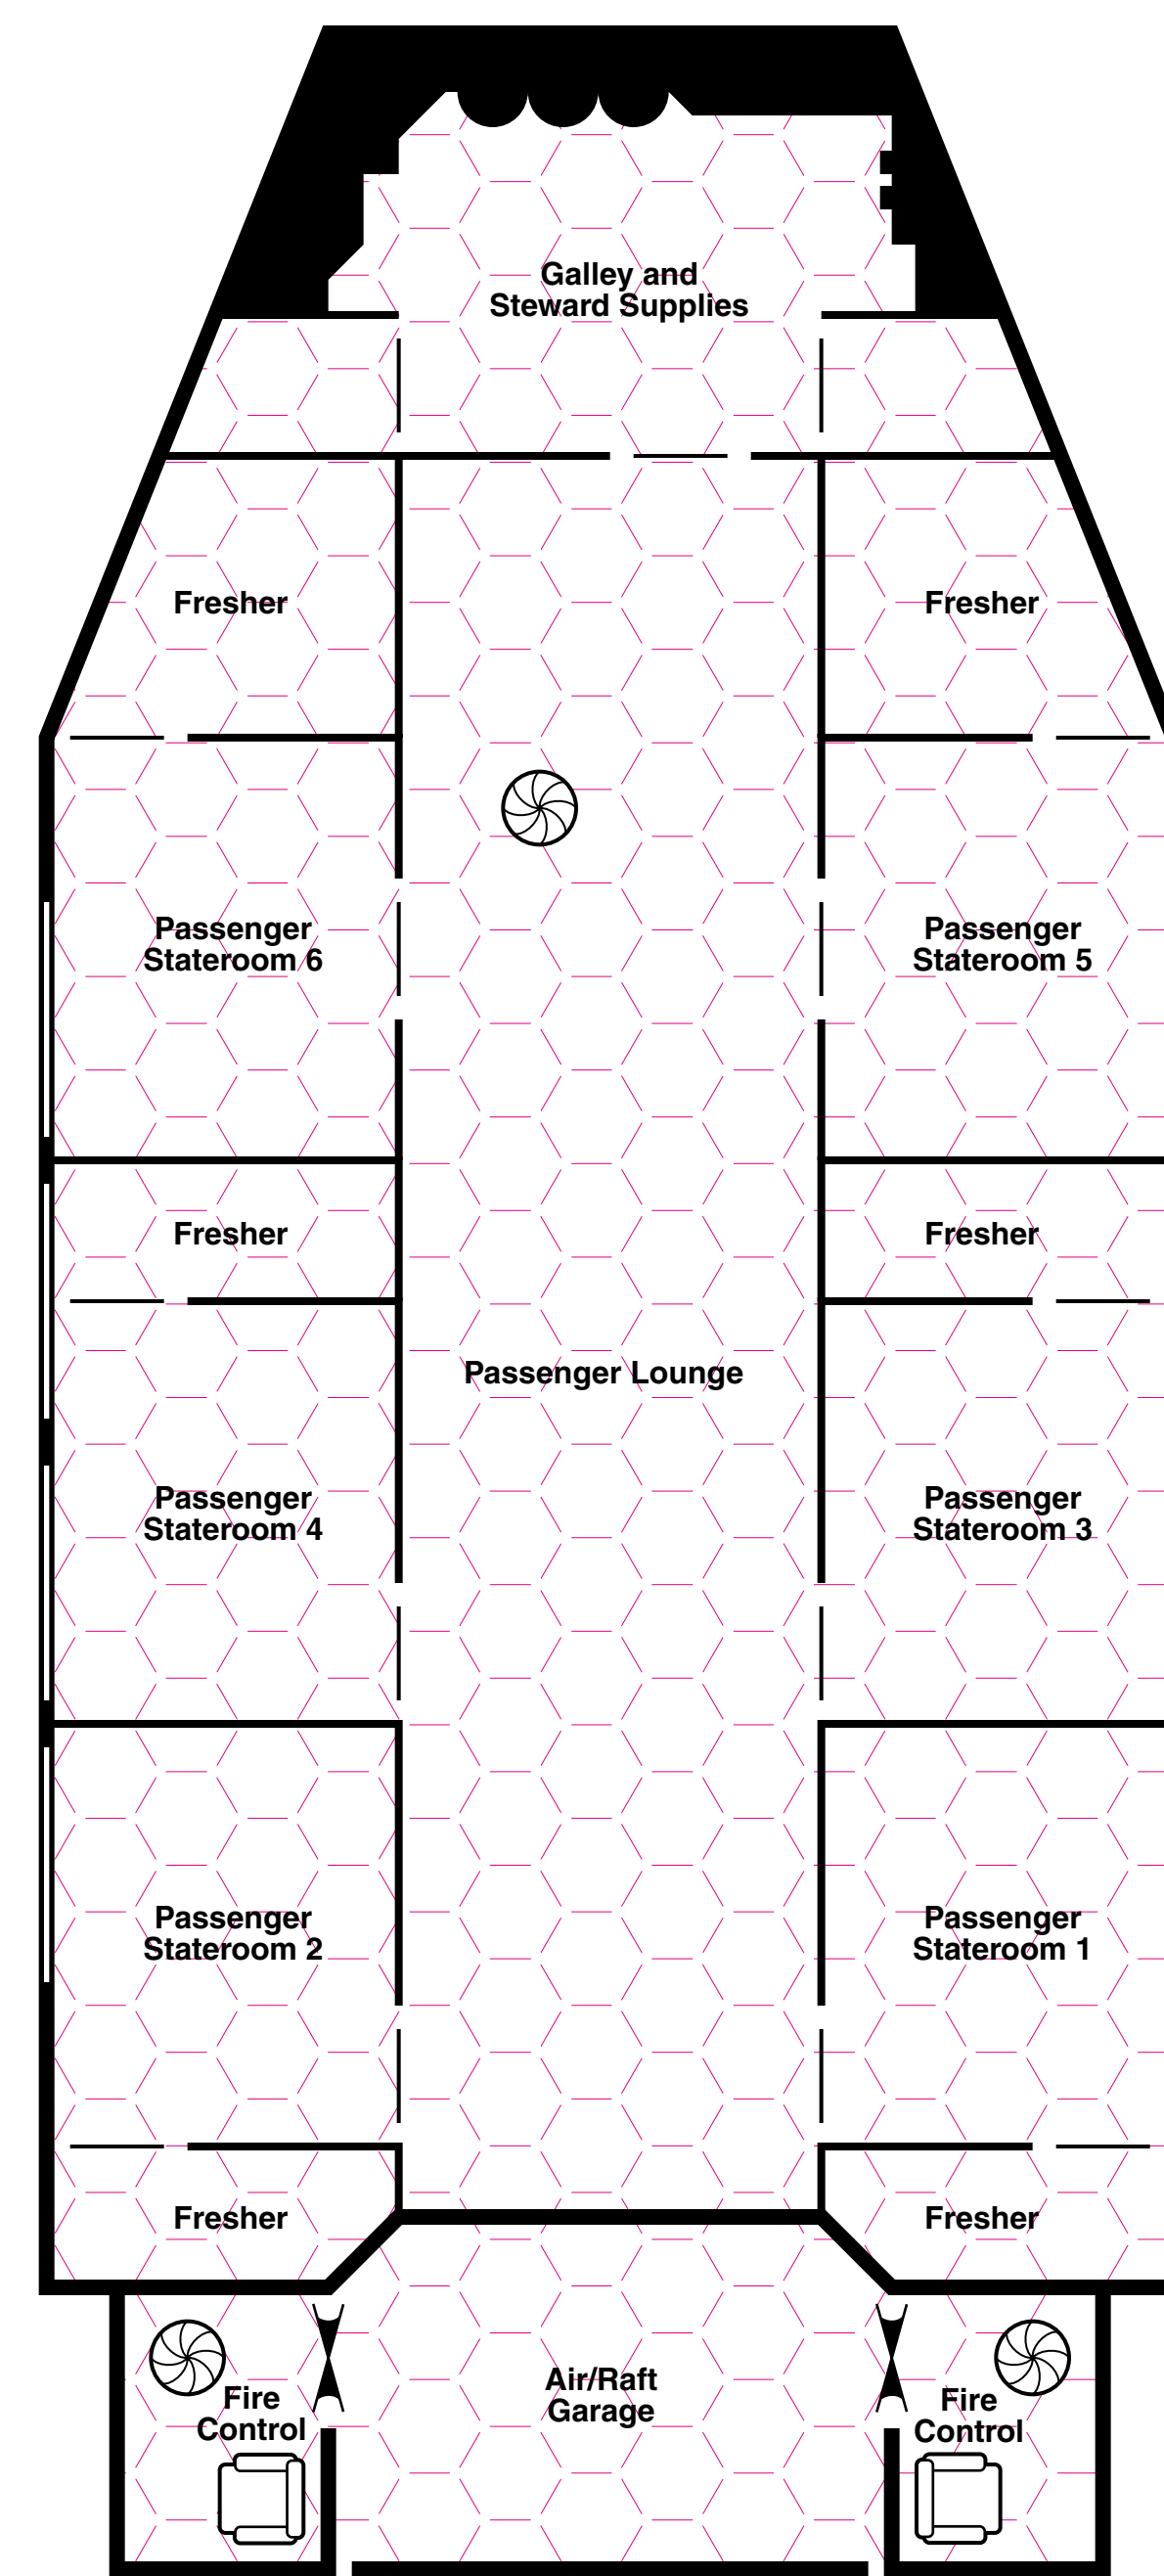 Galley and
Steward Supplies
Fresher
Fresher
Passenger
Stateroom 6
Passenger
Stateroom 5
Fresher
Fresher
Passenger Lounge
Passenger
Stateroom 4
Passenger
Stateroom 3
Passenger
Stateroom 2
Passenger
Stateroom 1
Fresher
Fresher
Air/Raft
Garage
Fire
Control
Fire
Control